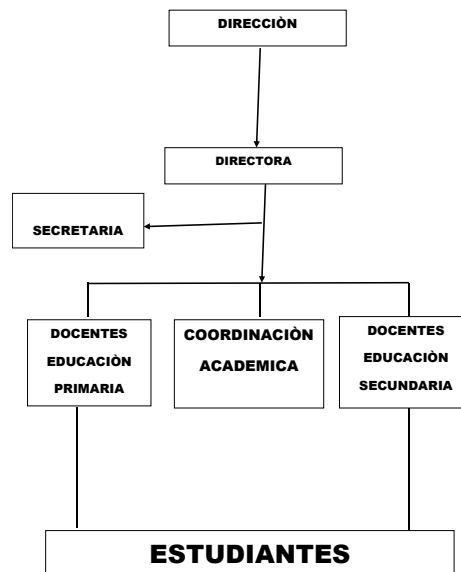 DIRECCIÒN
DIRECTORA
SECRETARIA
DOCENTES
EDUCACIÒN
PRIMARIA
COORDINACIÒN
ACADEMICA
DOCENTES
EDUCACIÒN
SECUNDARIA
ESTUDIANTES